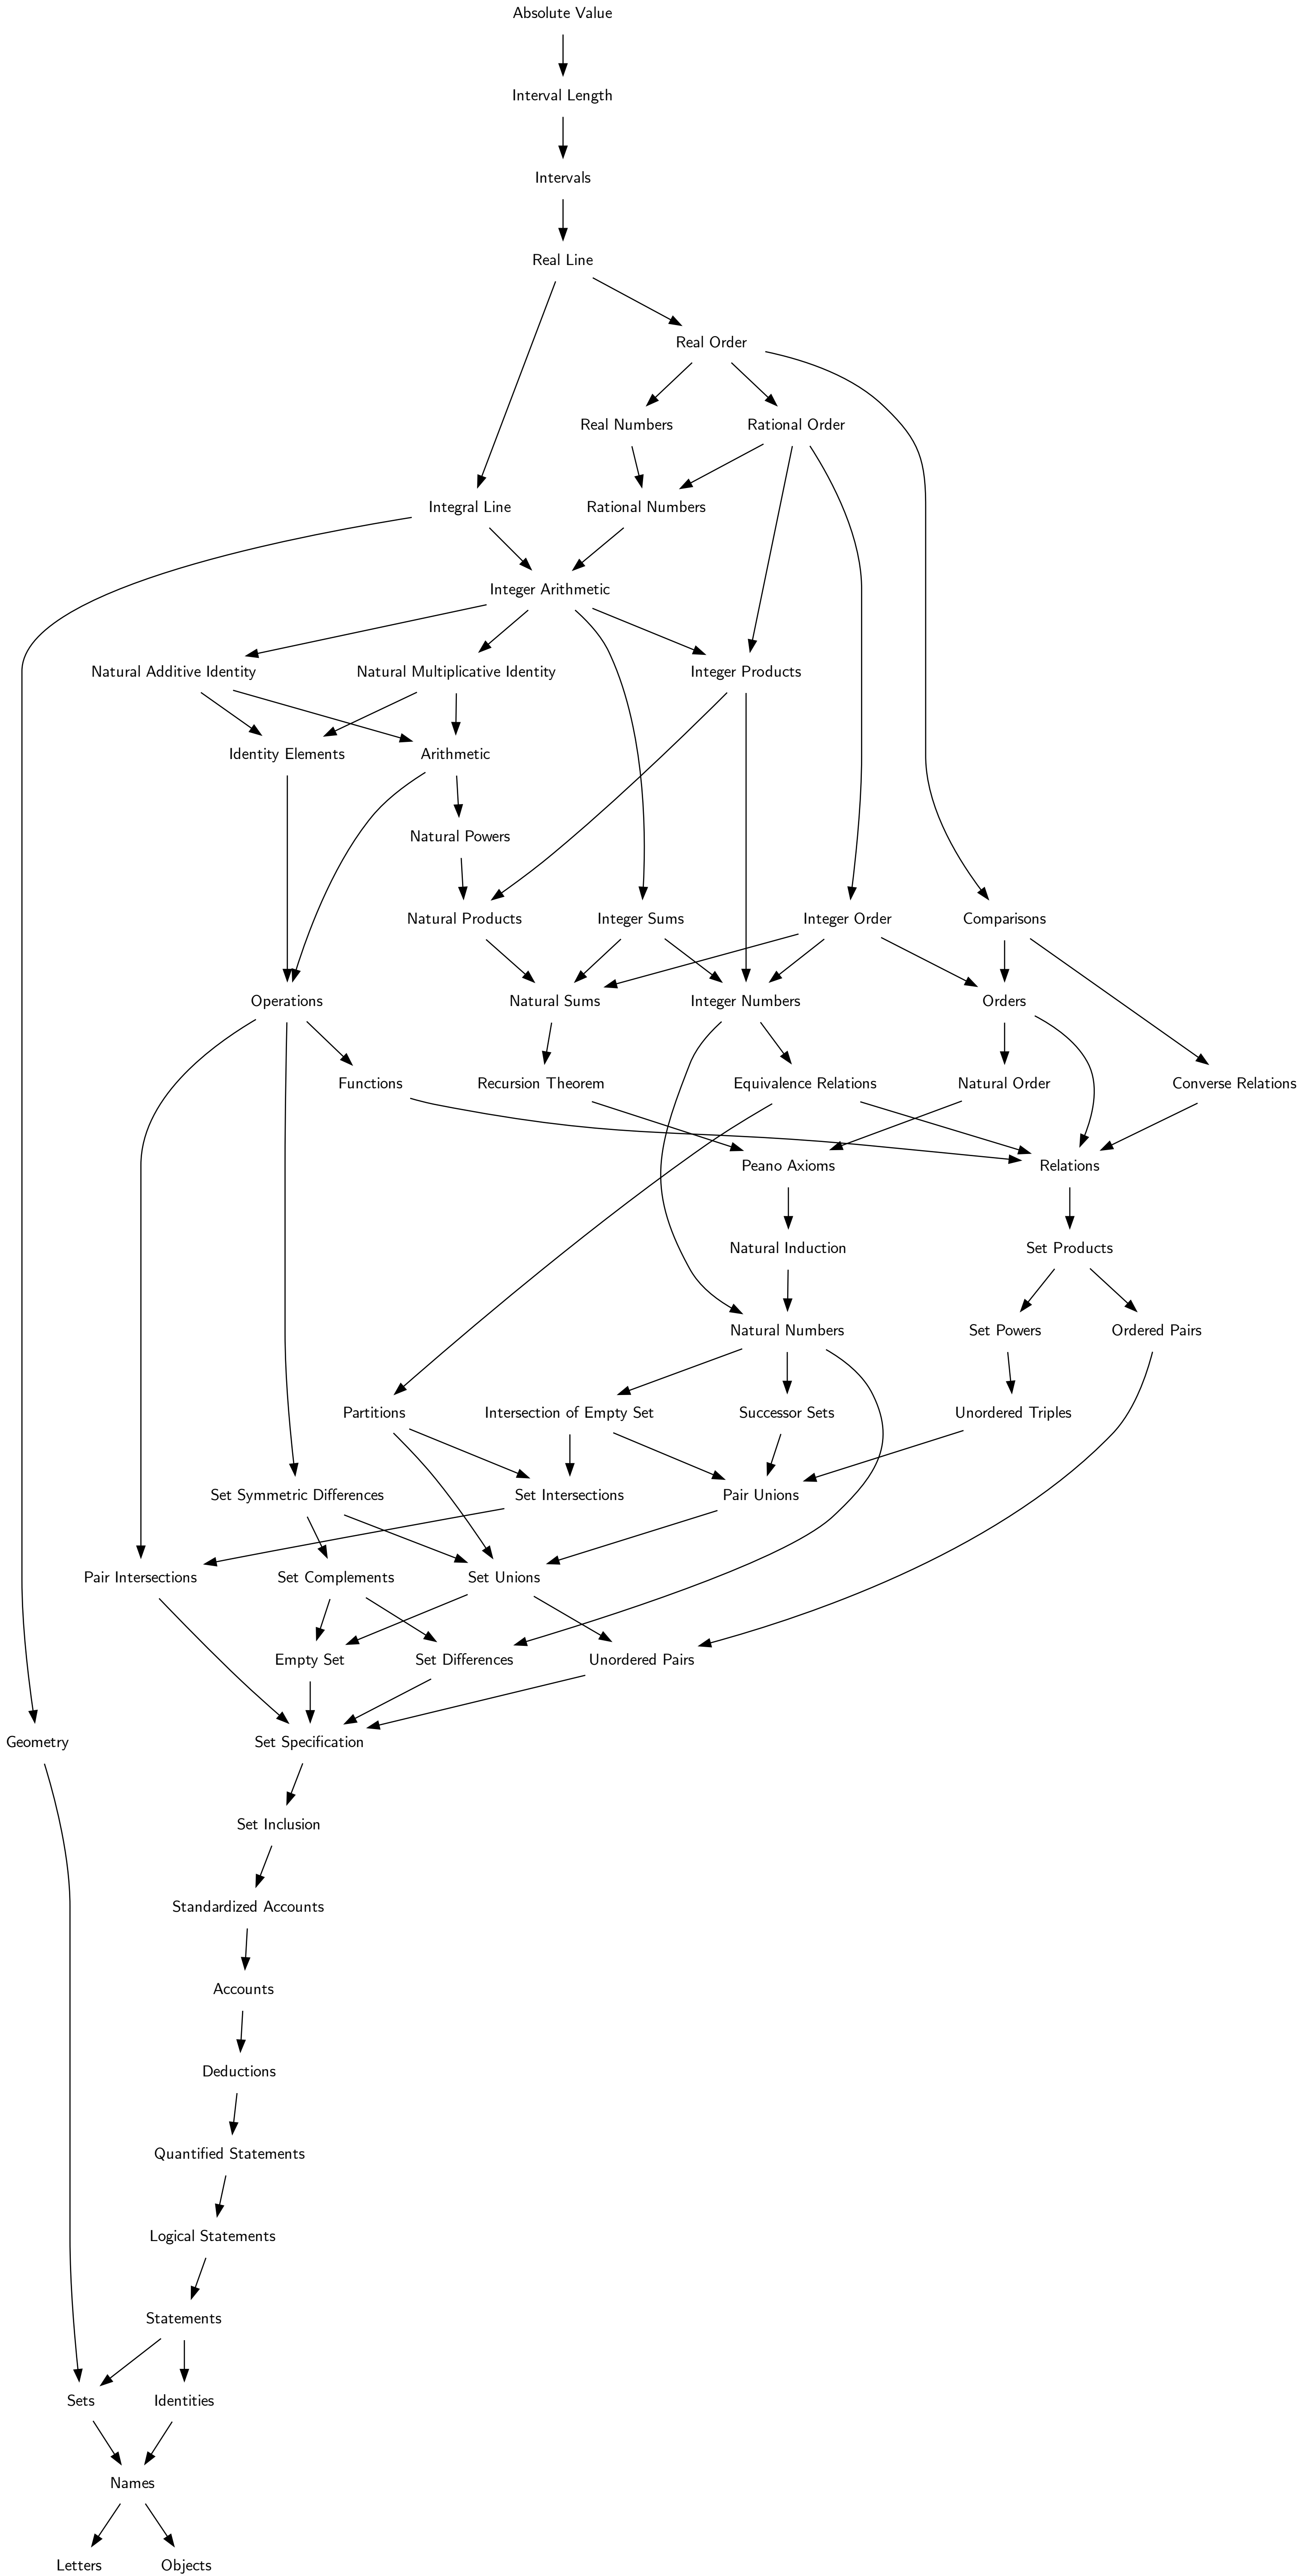 Absolute Value
Interval Length
Intervals
Real Line
Real Order
Real Numbers
Rational Order
Integral Line
Rational Numbers
Integer Arithmetic
Natural Additive Identity
Natural Multiplicative Identity
Integer Products
Identity Elements
Arithmetic
Natural Powers
Natural Products
Integer Sums
Integer Order
Comparisons
Operations
Natural Sums
Integer Numbers
Orders
Functions
Recursion Theorem
Equivalence Relations
Natural Order
Converse Relations
Peano Axioms
Relations
Natural Induction
Set Products
Natural Numbers
Set Powers
Ordered Pairs
Partitions
Intersection of Empty Set
Successor Sets
Unordered Triples
Set Symmetric Differences
Set Intersections
Pair Unions
Pair Intersections
Set Complements
Set Unions
Empty Set
Set Differences
Unordered Pairs
Geometry
Set Specification
Set Inclusion
Standardized Accounts
Accounts
Deductions
Quantified Statements
Logical Statements
Statements
Sets
Identities
Names
Letters
Objects